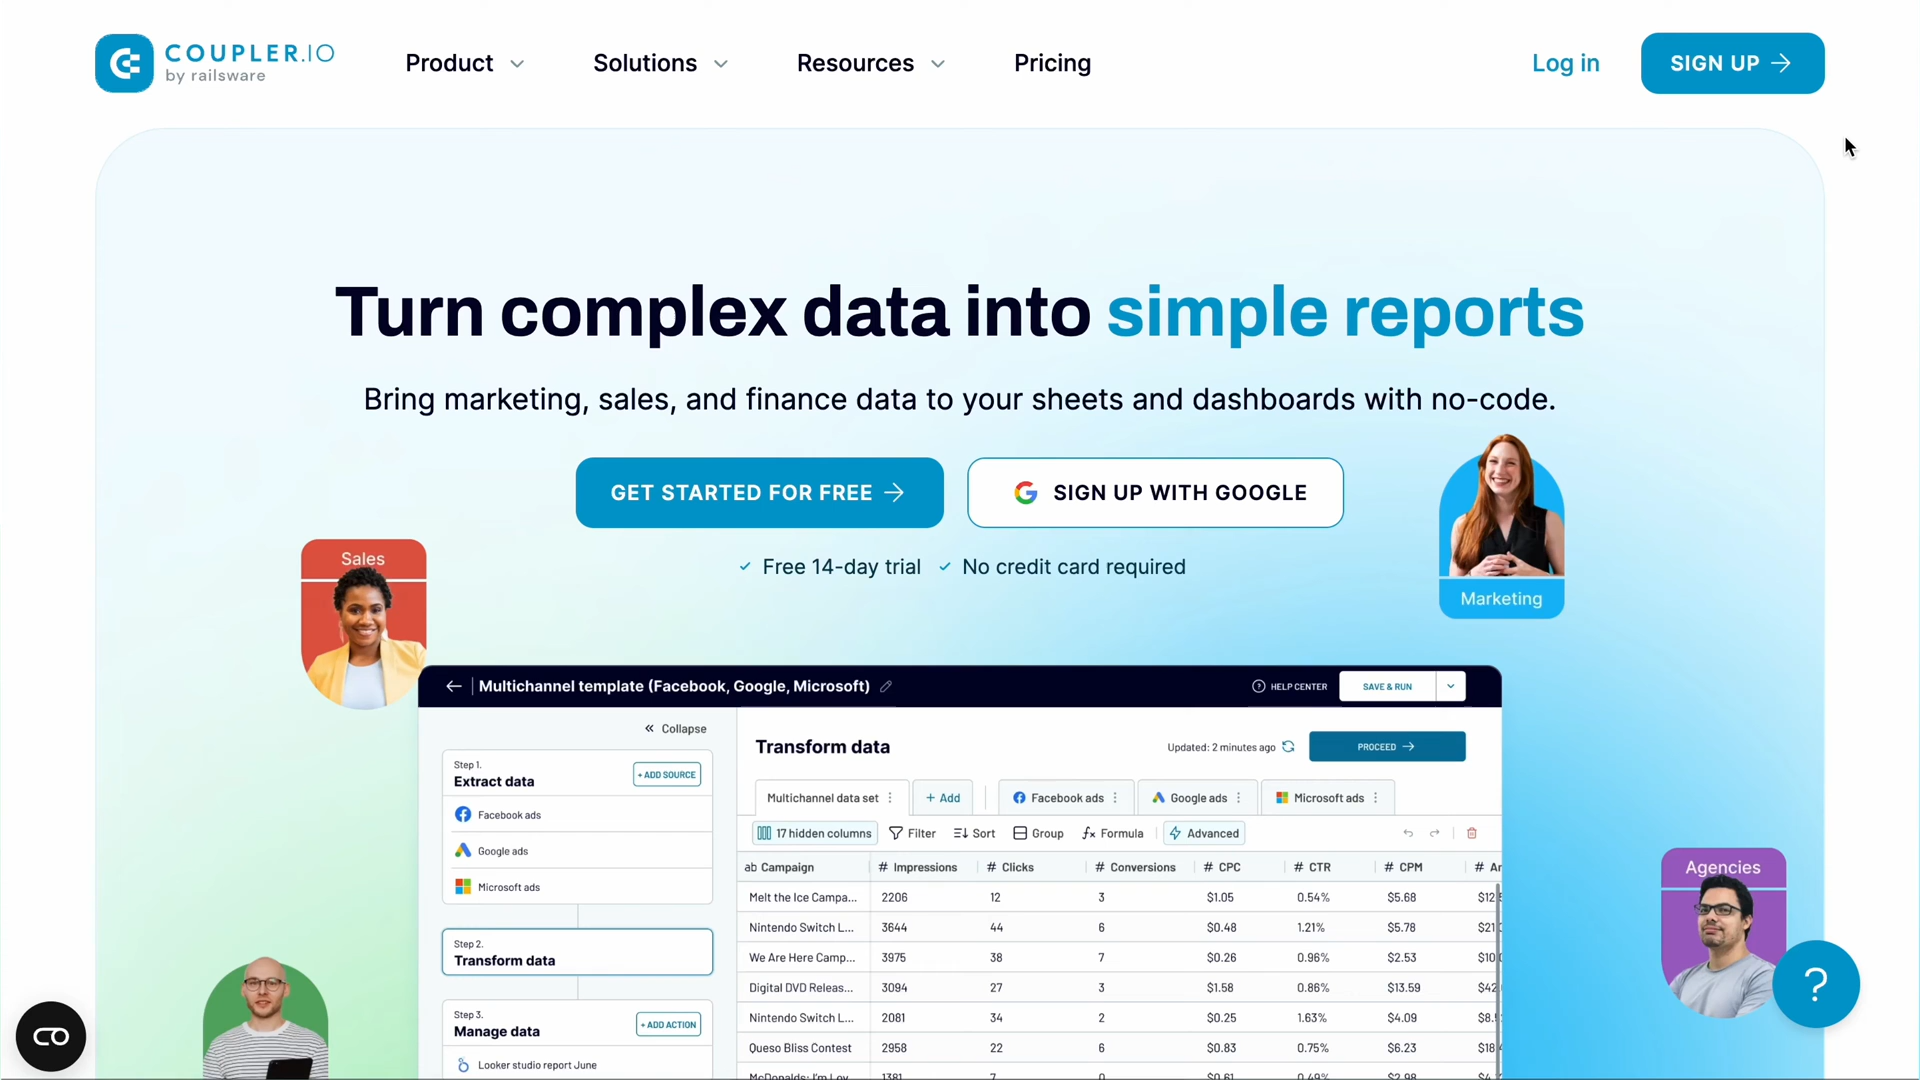 COUPLER.IO
by railsware
Product
Solutions
Resources
Pricing
Log in
SIGN UP
Turn complex data into simple reports
Bring marketing, sales, and finance data to your sheets and dashboards with no-code.
GET STARTED FOR FREE
SIGN UP WITH GOOGLE
Free 14-day trial
No credit card required
Sales
Marketing
Multichannel template (Facebook, Google, Microsoft)
HELP CENTER
SAVE & RUN
Collapse
Step 1.
Extract data
+ ADD SOURCE
Facebook ads
Google ads
Microsoft ads
Step 2.
Transform data
Step 3.
Manage data
+ ADD ACTION
Looker studio report June
Transform data
Updated: 2 minutes ago
PROCEED
Multichannel data set
+ Add
Facebook ads
Google ads
Microsoft ads
17 hidden columns
Filter
Sort
Group
Formula
Advanced
ab Campaign # Impressions # Clicks # Conversions # CPC # CTR # CPM #
Melt the Ice Campa... 2206 12 3 $1.05 0.54% $5.68
Nintendo Switch L... 3644 44 6 $0.48 1.21% $5.78
We Are Here Camp... 3975 38 7 $0.26 0.96% $2.53
Digital DVD Releas... 3094 27 3 $1.58 0.86% $13.59
Nintendo Switch L... 2081 34 2 $0.25 1.63% $4.09
Queso Bliss Contest 2958 22 6 $0.83 0.75% $6.23
Agencies
?